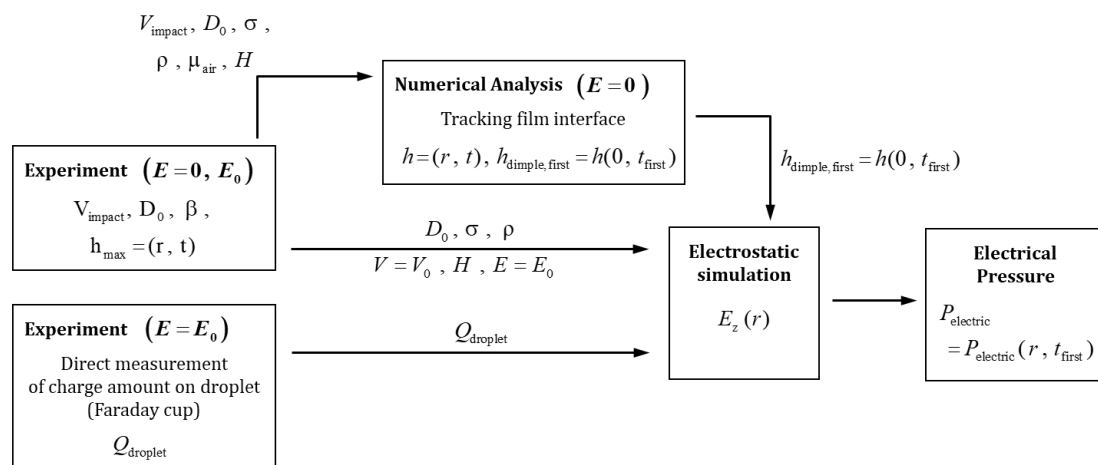 V_impact , D_0 , σ ,
ρ , μ_air , H
Numerical Analysis (E=0)
Tracking film interface
h=(r, t), h_dimple,first=h(0, t_first)
Experiment (E=0, E_0)
V_impact, D_0, β,
h_max=(r, t)
h_dimple,first=h(0, t_first)
D_0, σ, ρ
V=V_0 , H , E=E_0
Electrostatic
simulation
E_z(r)
Electrical
Pressure
P_electric
=P_electric(r, t_first)
Experiment (E=E_0)
Direct measurement
of charge amount on droplet
(Faraday cup)
Q_droplet
Q_droplet